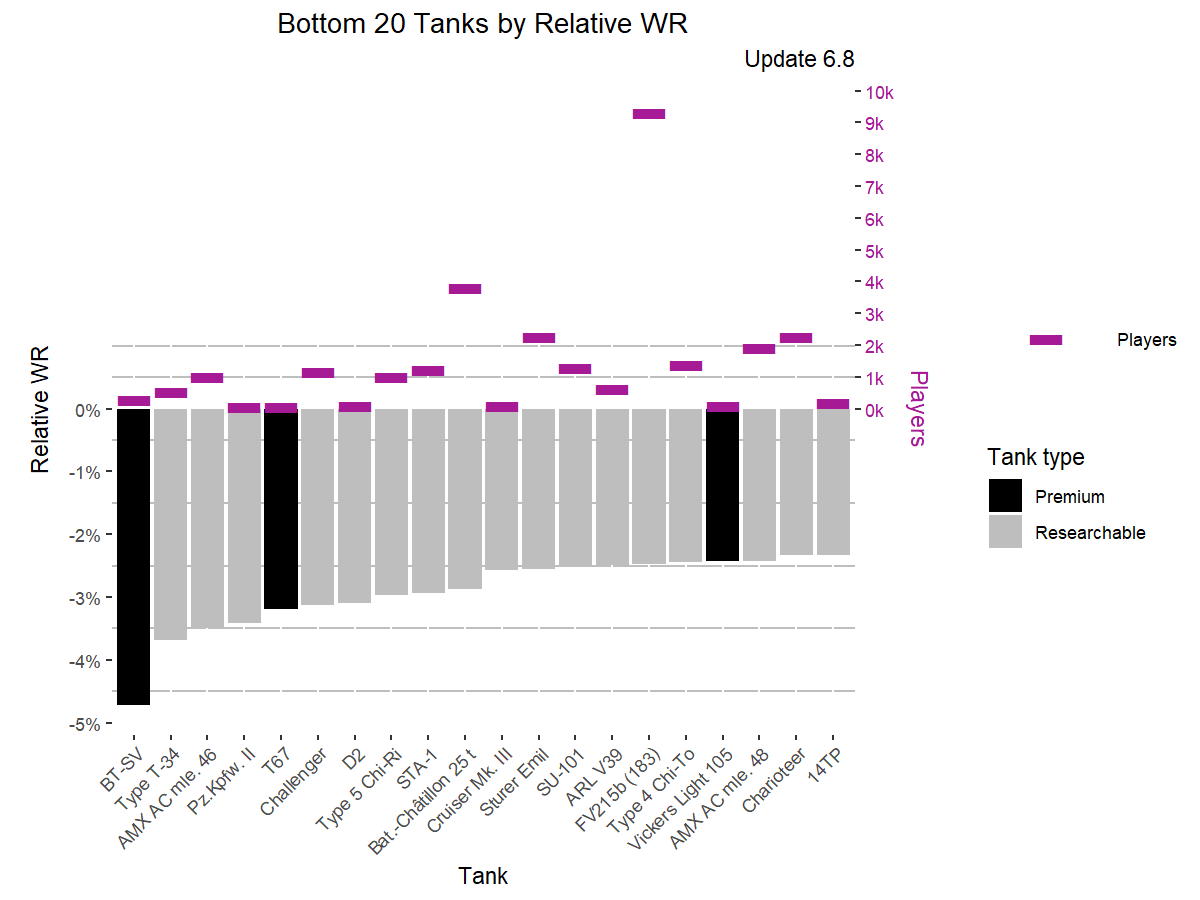 Bottom 20 Tanks by Relative WR
Update 6.8
10k
9k
8k
7k
6k
5k
4k
3k
2k
1k
0k
Players
Relative WR
0%
-1%
-2%
-3%
-4%
-5%
BT-SV
Type T-34
AMX AC mle. 46
Pz.Kpfw. II
T67
Challenger
D2
Type 5 Chi-Ri
STA-1
Bat.-Châtillon 25 t
Cruiser Mk. III
Sturer Emil
SU-101
ARL V39
FV215b (183)
Type 4 Chi-To
Vickers Light 105
AMX AC mle. 48
Charioteer
14TP
Tank
Players
Tank type
Premium
Researchable